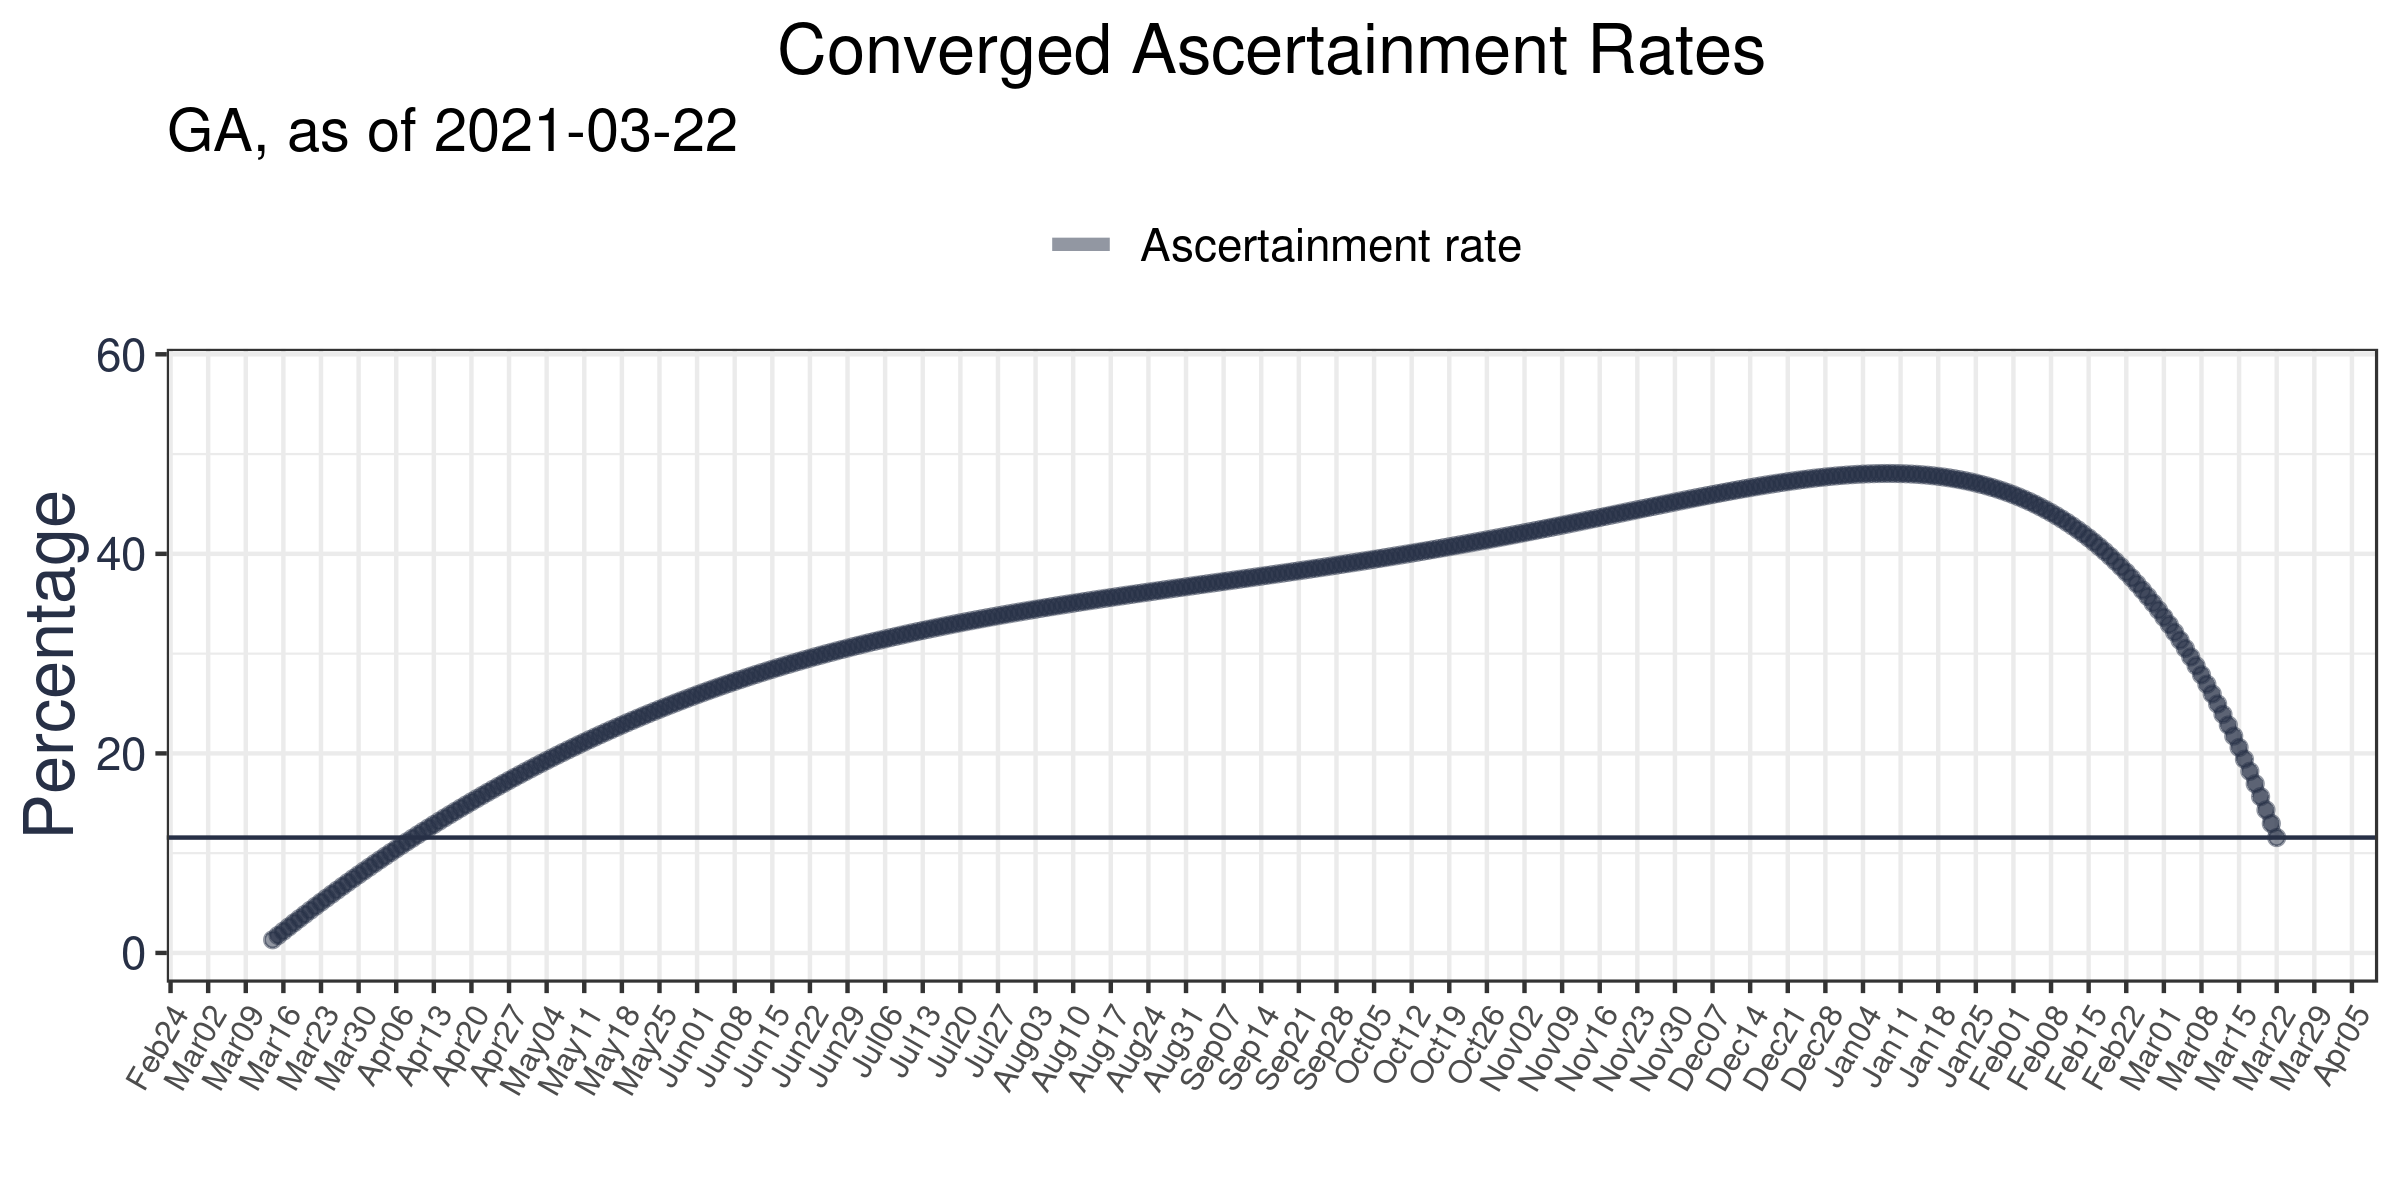 Converged Ascertainment Rates
GA, as of 2021-03-22
Ascertainment rate
Percentage
60
40
20
0
Feb24 Mar02 Mar09 Mar16 Mar23 Mar30 Apr06 Apr13 Apr20 Apr27 May04 May11 May18 May25 Jun01 Jun08 Jun15 Jun22 Jun29 Jul06 Jul13 Jul20 Jul27 Aug03 Aug10 Aug17 Aug24 Aug31 Sep07 Sep14 Sep21 Sep28 Oct05 Oct12 Oct19 Oct26 Nov02 Nov09 Nov16 Nov23 Nov30 Dec07 Dec14 Dec21 Dec28 Jan04 Jan11 Jan18 Jan25 Feb01 Feb08 Feb15 Feb22 Mar01 Mar08 Mar15 Mar22 Mar29 Apr05